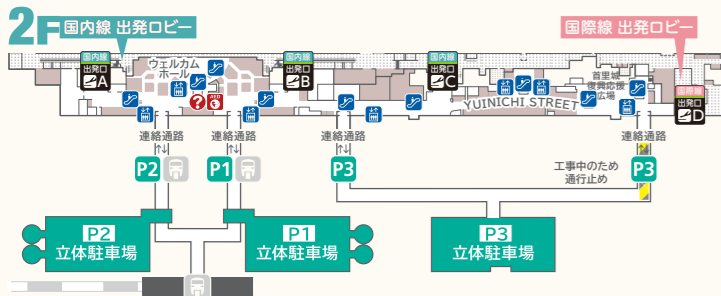 2F 国内線 出発ロビー
国際線 出発ロビー
国内線 出発口 A
ウェルカム
ホール
国内線 出発口 B
国内線 出発口 C
首里城
復興応援
広場
国際線 出発口 D
? AED
YUINICHI STREET
連絡通路
連絡通路
連絡通路
連絡通路
P2
P1
P3
工事中のため
通行止め
P3
P2
立体駐車場
P1
立体駐車場
P3
立体駐車場